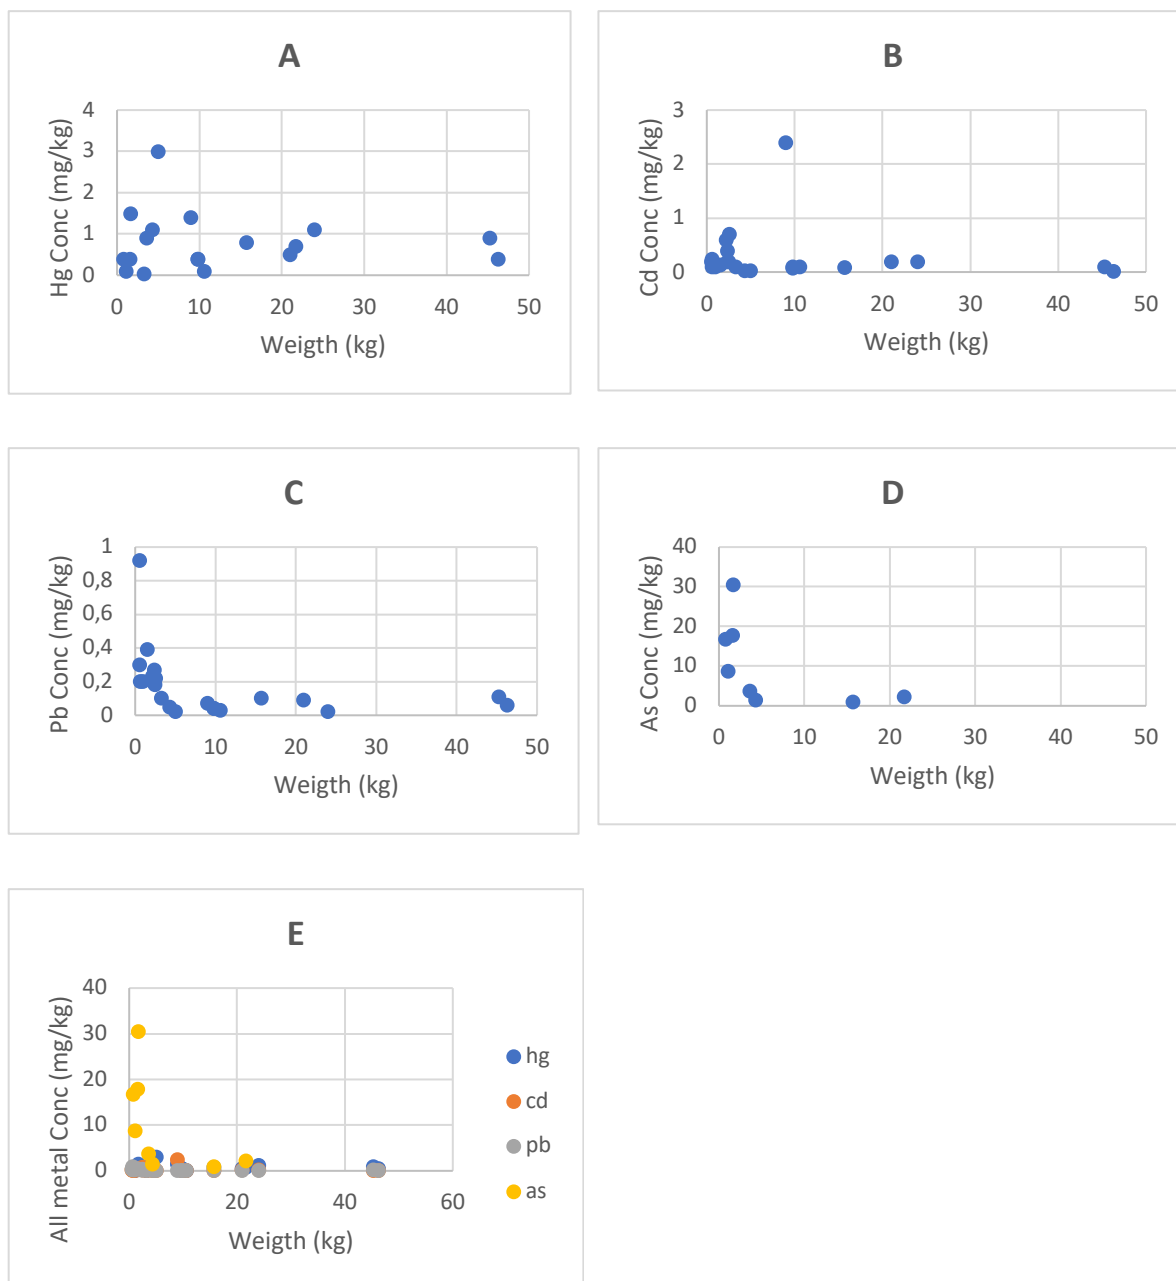 A
Hg Conc (mg/kg)
4
3
2
1
0
0 10 20 30 40 50
Weigth (kg)
B
Cd Conc (mg/kg)
3
2
1
0
0 10 20 30 40 50
Weigth (kg)
C
Pb Conc (mg/kg)
1
0,8
0,6
0,4
0,2
0
0 10 20 30 40 50
Weigth (kg)
D
As Conc (mg/kg)
40
30
20
10
0
0 10 20 30 40 50
Weigth (kg)
E
All metal Conc (mg/kg)
40
30
20
10
0
0 20 40 60
Weigth (kg)
hg
cd
pb
as